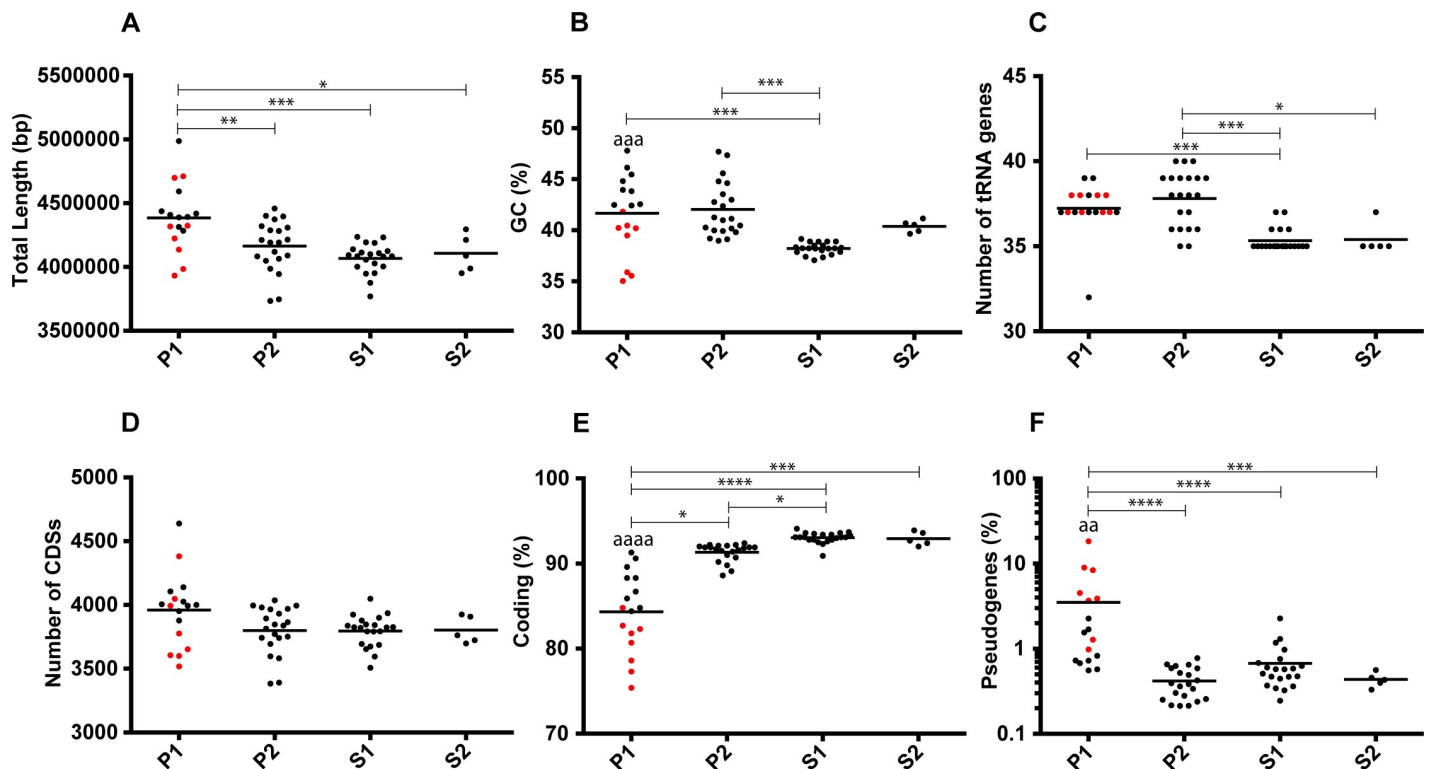 A
Total Length (bp)
5500000
5000000
4500000
4000000
3500000
*
***
**
P1 P2 S1 S2
B
GC (%)
55
50
45
40
35
30
***
***
aaa
P1 P2 S1 S2
C
Number of tRNA genes
45
40
35
30
*
***
***
P1 P2 S1 S2
D
Number of CDSs
5000
4500
4000
3500
3000
P1 P2 S1 S2
E
Coding (%)
100
90
80
70
***
****
*
*
aaaa
P1 P2 S1 S2
F
Pseudogenes (%)
100
10
1
0.1
***
****
****
aa
P1 P2 S1 S2